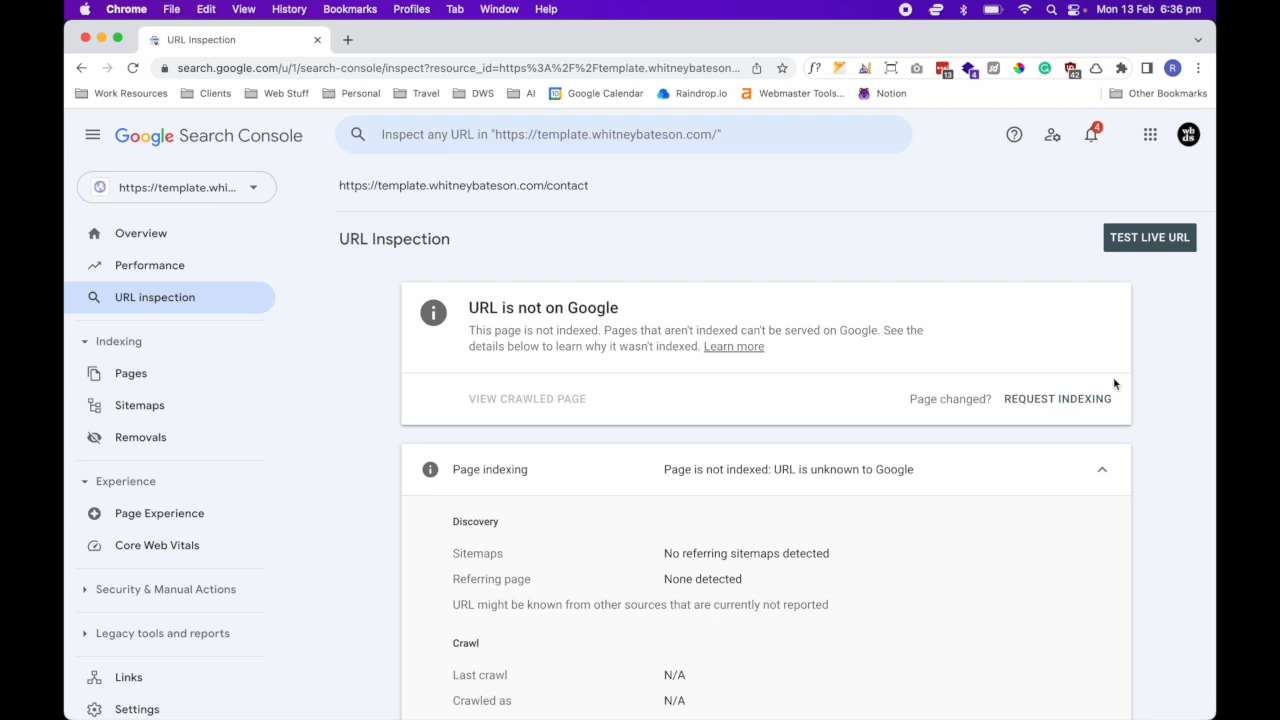 Chrome File Edit View History Bookmarks Profiles Tab Window Help Mon 13 Feb 6:36 pm
URL Inspection
search.google.com/u/1/search-console/inspect?resource_id=https%3A%2F%2Ftemplate.whitneybateson...
f? 13 4 jd 42 R
Work Resources Clients Web Stuff Personal Travel DWS AI 10 Google Calendar Raindrop.io Webmaster Tools... Notion Other Bookmarks
Google Search Console
Inspect any URL in "https://template.whitneybateson.com/"
4
wb
ds
https://template.whi...
https://template.whitneybateson.com/contact
Overview
Performance
URL inspection
Indexing
Pages
Sitemaps
Removals
Experience
Page Experience
Core Web Vitals
Security & Manual Actions
Legacy tools and reports
Links
Settings
URL Inspection
TEST LIVE URL
URL is not on Google
This page is not indexed. Pages that aren't indexed can't be served on Google. See the
details below to learn why it wasn't indexed. Learn more
VIEW CRAWLED PAGE
Page changed? REQUEST INDEXING
Page indexing Page is not indexed: URL is unknown to Google
Discovery
Sitemaps No referring sitemaps detected
Referring page None detected
URL might be known from other sources that are currently not reported
Crawl
Last crawl N/A
Crawled as N/A